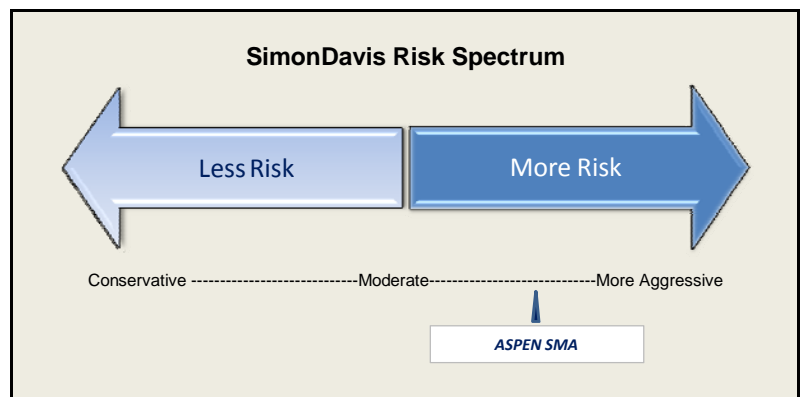 SimonDavis Risk Spectrum
Less Risk
More Risk
Conservative ----------------------------Moderate----------------------------More Aggressive
ASPEN SMA